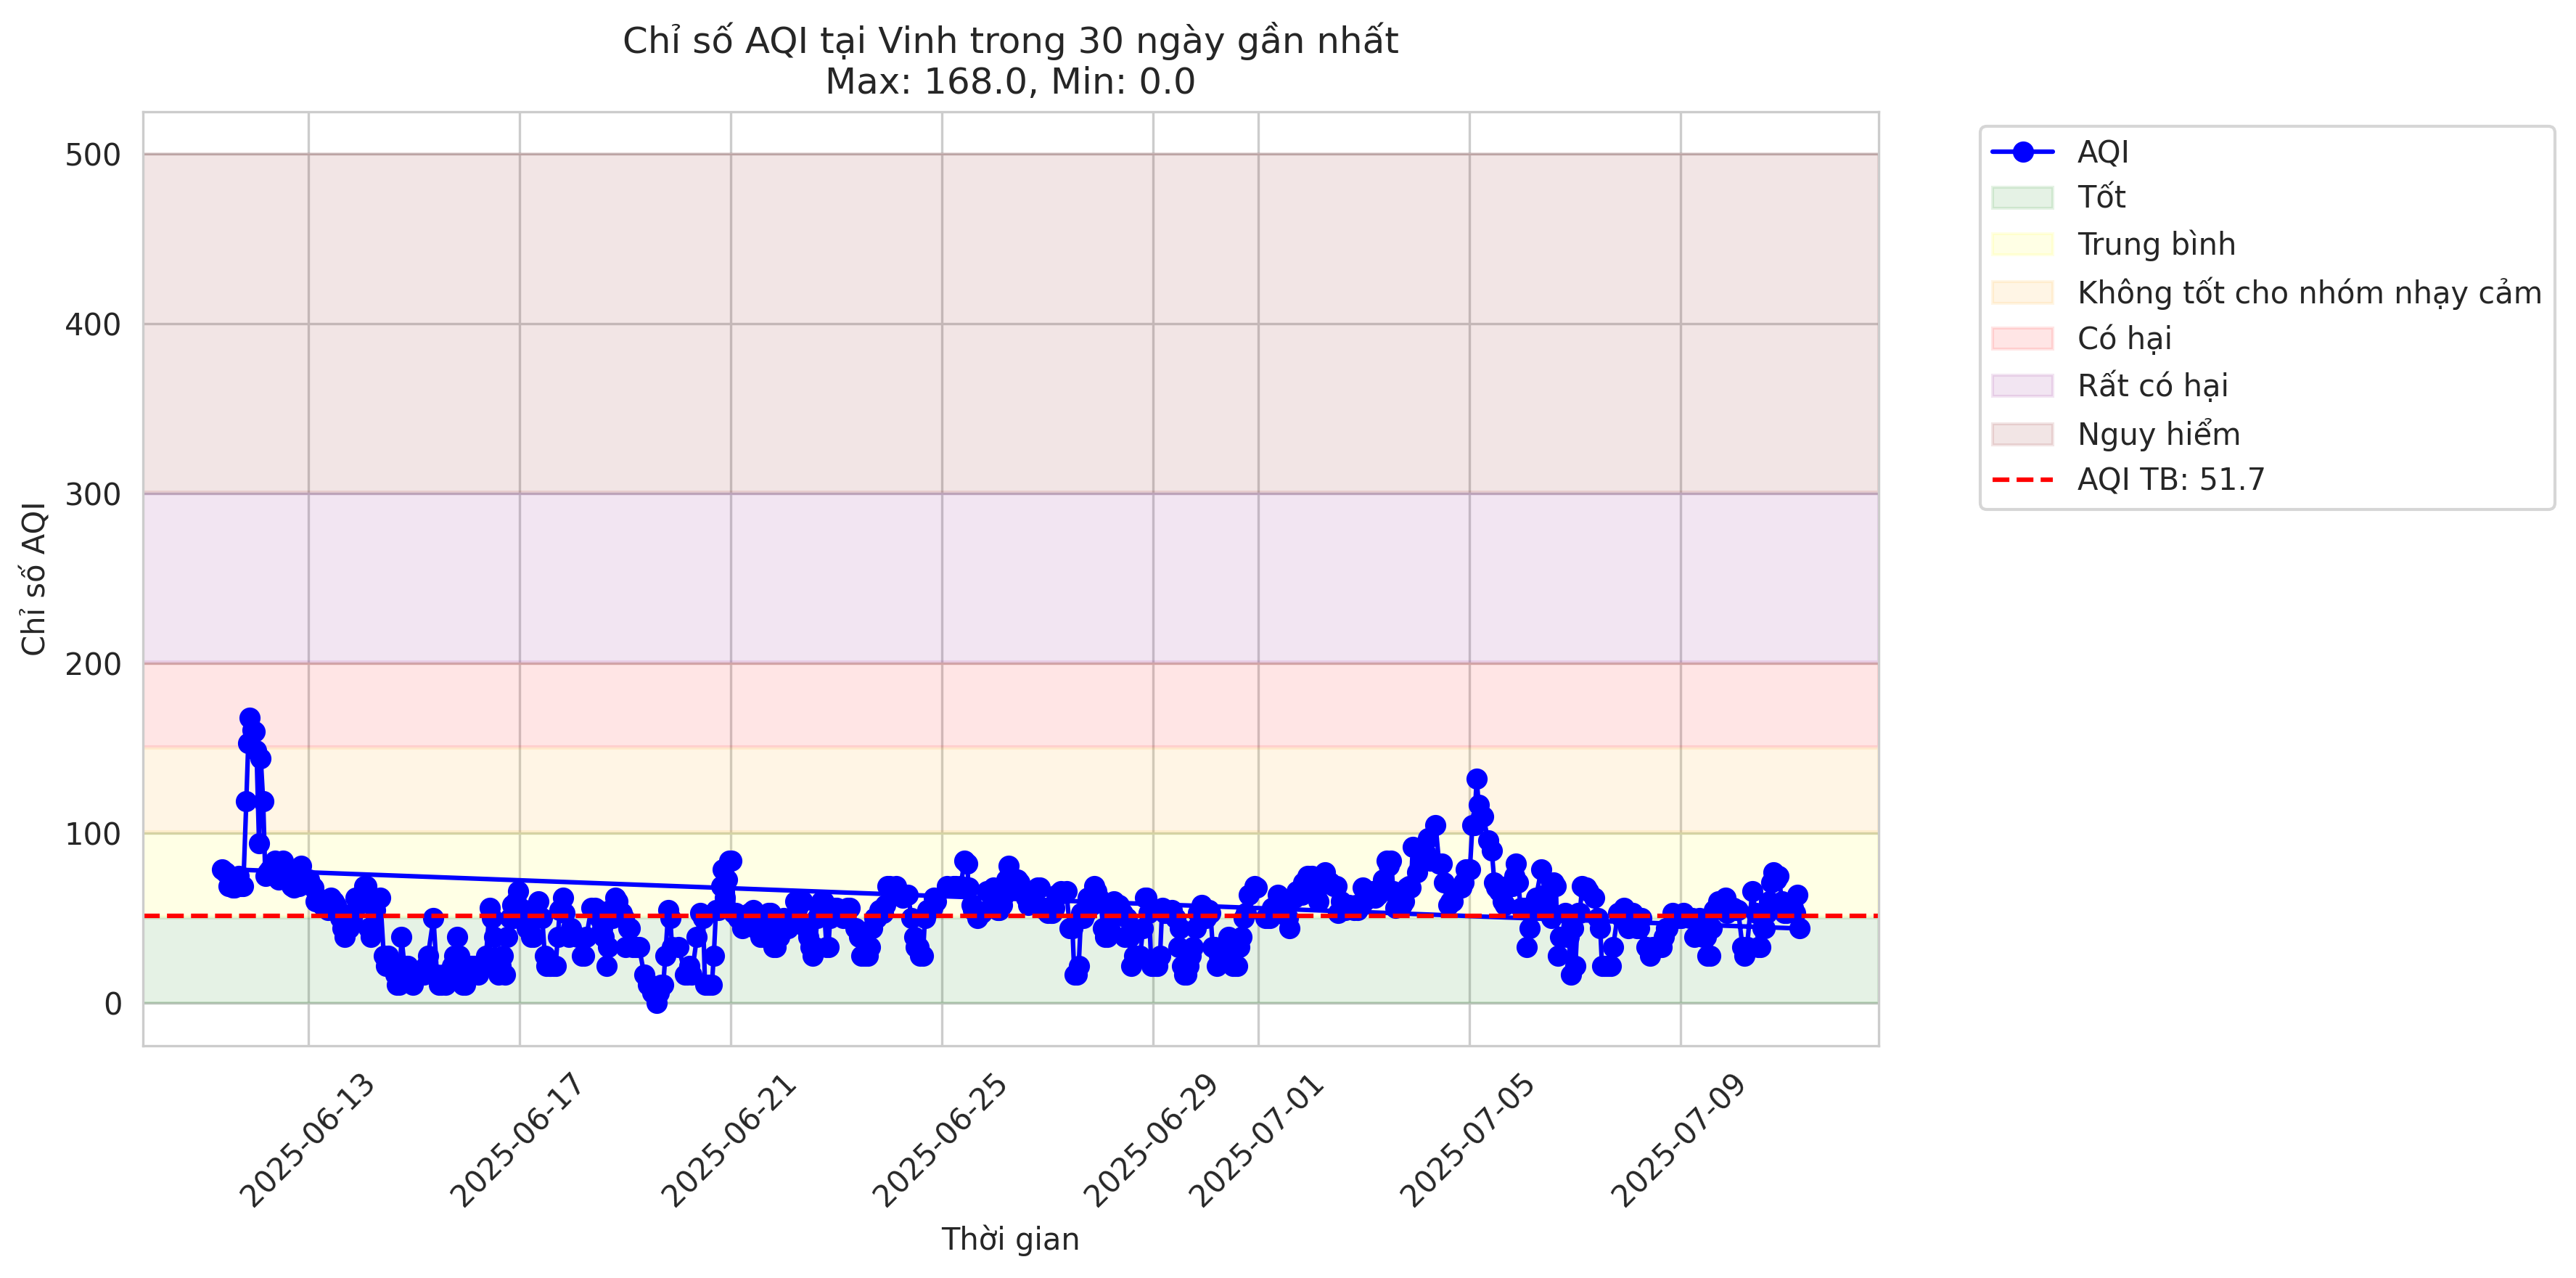 Chỉ số AQI tại Vinh trong 30 ngày gần nhất
Max: 168.0, Min: 0.0
Chỉ số AQI
500
400
300
200
100
0
2025-06-13
2025-06-17
2025-06-21
2025-06-25
2025-06-29
2025-07-01
2025-07-05
2025-07-09
Thời gian
AQI
Tốt
Trung bình
Không tốt cho nhóm nhạy cảm
Có hại
Rất có hại
Nguy hiểm
AQI TB: 51.7